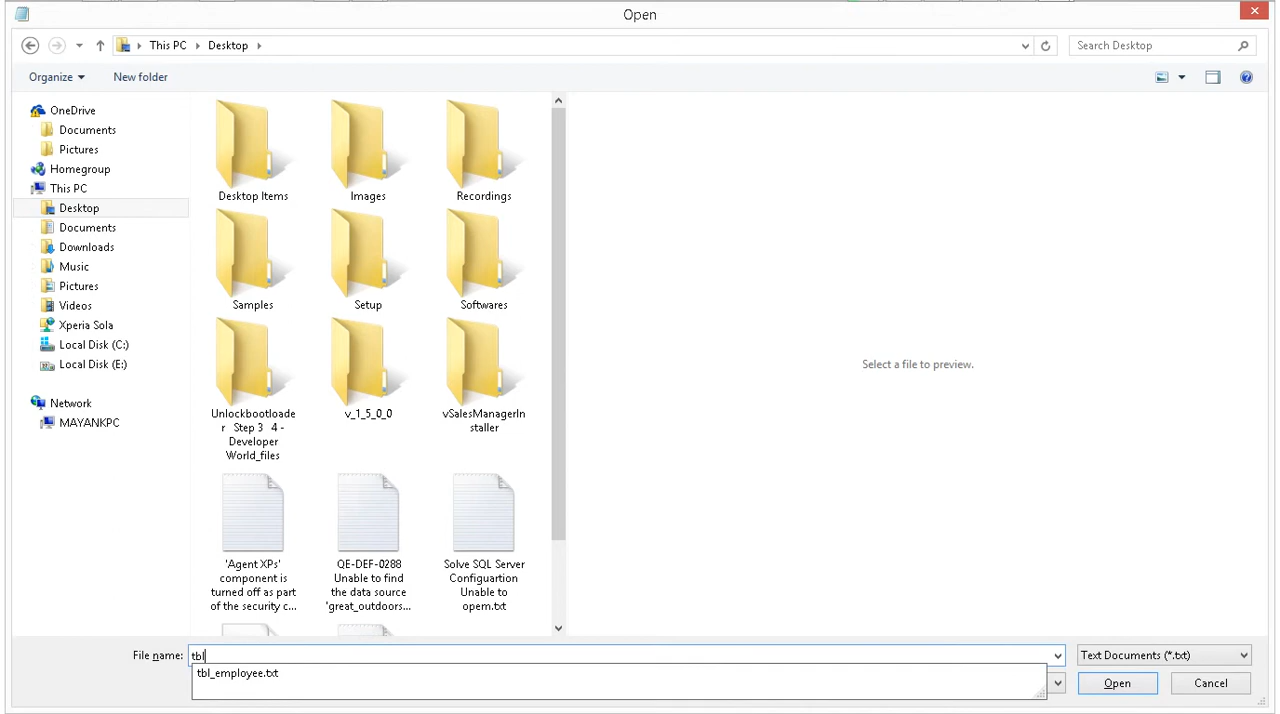 Open
This PC
Desktop
Search Desktop
Organize
New folder
OneDrive
Documents
Pictures
Homegroup
This PC
Desktop
Documents
Downloads
Music
Pictures
Videos
Xperia Sola
Local Disk (C:)
Local Disk (E:)
Network
MAYANKPC
Desktop Items
Images
Recordings
Samples
Setup
Softwares
Unlockbootloade
r Step 3 4 -
Developer
World_files
v_1_5_0_0
vSalesManagerIn
staller
'Agent XPs'
component is
turned off as part
of the security c...
QE-DEF-0288
Unable to find
the data source
'great_outdoors...
Solve SQL Server
Configuartion
Unable to
opem.txt
Select a file to preview.
File name:
tbl
Text Documents (*.txt)
tbl_employee.txt
Open
Cancel